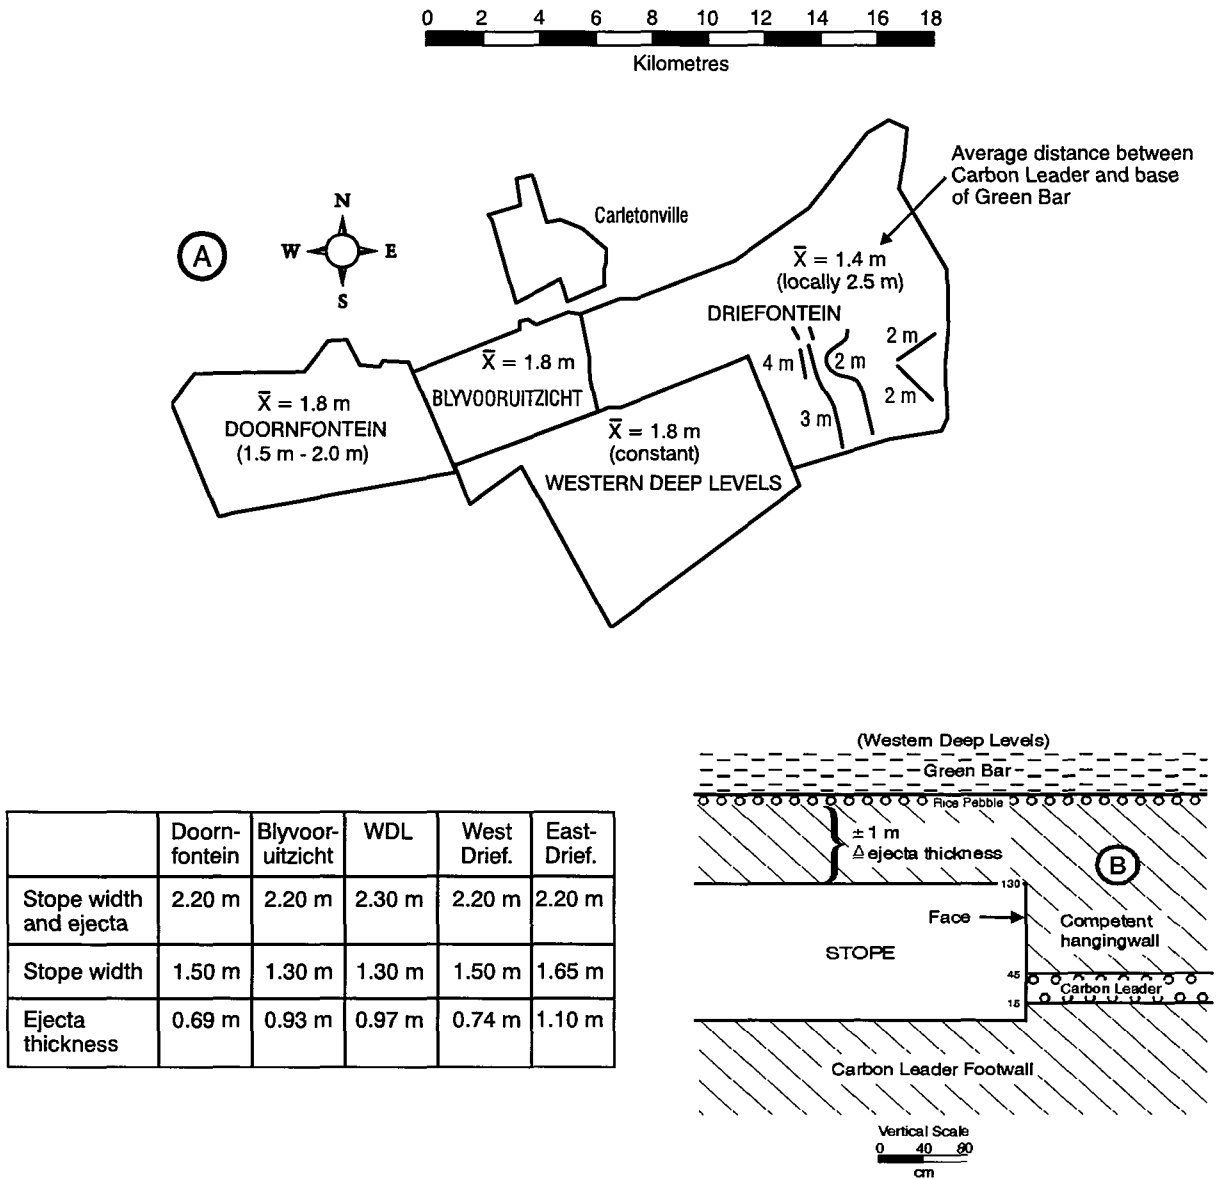 0 2 4 6 8 10 12 14 16 18
Kilometres
Average distance between
Carbon Leader and base
of Green Bar
A
N
W E
S
Carletonville
X̄ = 1.4 m
(locally 2.5 m)
DRIEFONTEIN
2 m
4 m
2 m
2 m
3 m
X̄ = 1.8 m
BLYVOORUITZICHT
X̄ = 1.8 m
DOORNFONTEIN
(1.5 m - 2.0 m)
X̄ = 1.8 m
(constant)
WESTERN DEEP LEVELS
Doorn- Blyvoor- WDL West East-
fontein uitzicht Drief. Drief.
Stope width 2.20 m 2.20 m 2.30 m 2.20 m 2.20 m
and ejecta
Stope width 1.50 m 1.30 m 1.30 m 1.50 m 1.65 m
Ejecta 0.69 m 0.93 m 0.97 m 0.74 m 1.10 m
thickness
(Western Deep Levels)
Green Bar
Rice Pebble
± 1 m
≙ ejecta thickness
B
130
Face
Competent
hangingwall
STOPE
45
Carbon Leader
15
Carbon Leader Footwall
Vertical Scale
0 40 80
cm